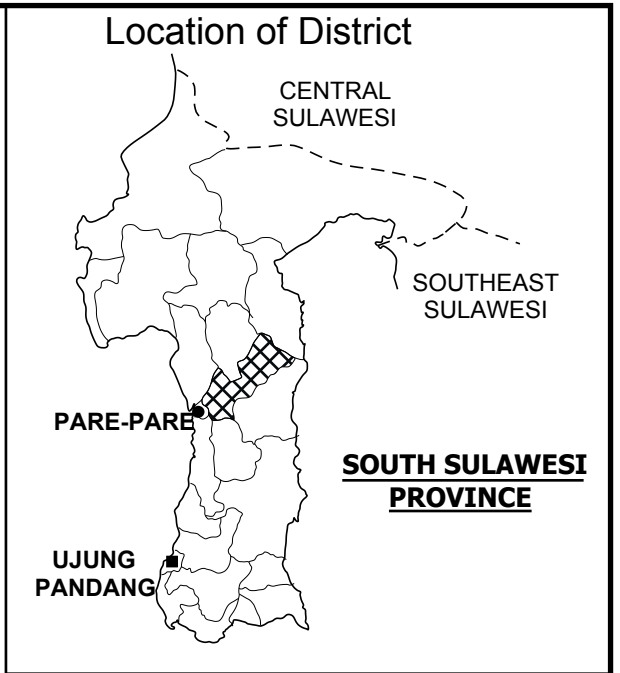 Location of District
CENTRAL
SULAWESI
SOUTHEAST
SULAWESI
PARE-PARE
SOUTH SULAWESI
PROVINCE
UJUNG
PANDANG